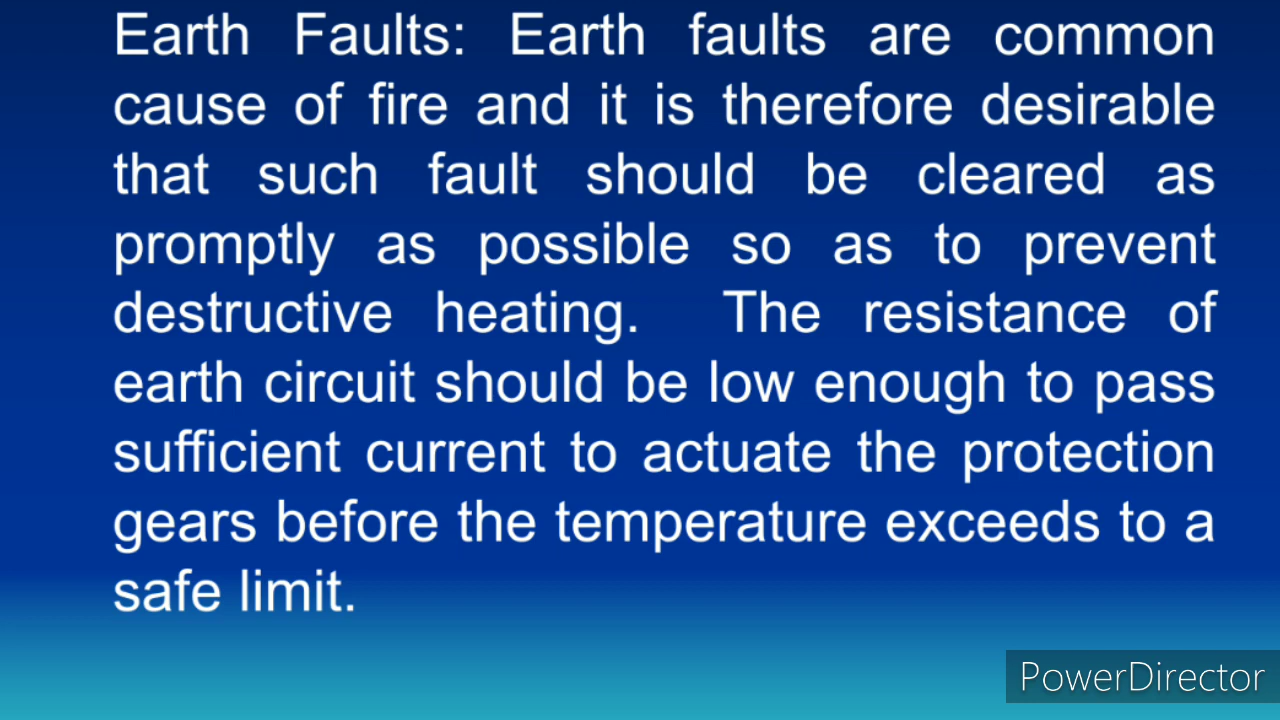 Earth Faults: Earth faults are common
cause of fire and it is therefore desirable
that such fault should be cleared as
promptly as possible so as to prevent
destructive heating. The resistance of
earth circuit should be low enough to pass
sufficient current to actuate the protection
gears before the temperature exceeds to a
safe limit.
PowerDirector